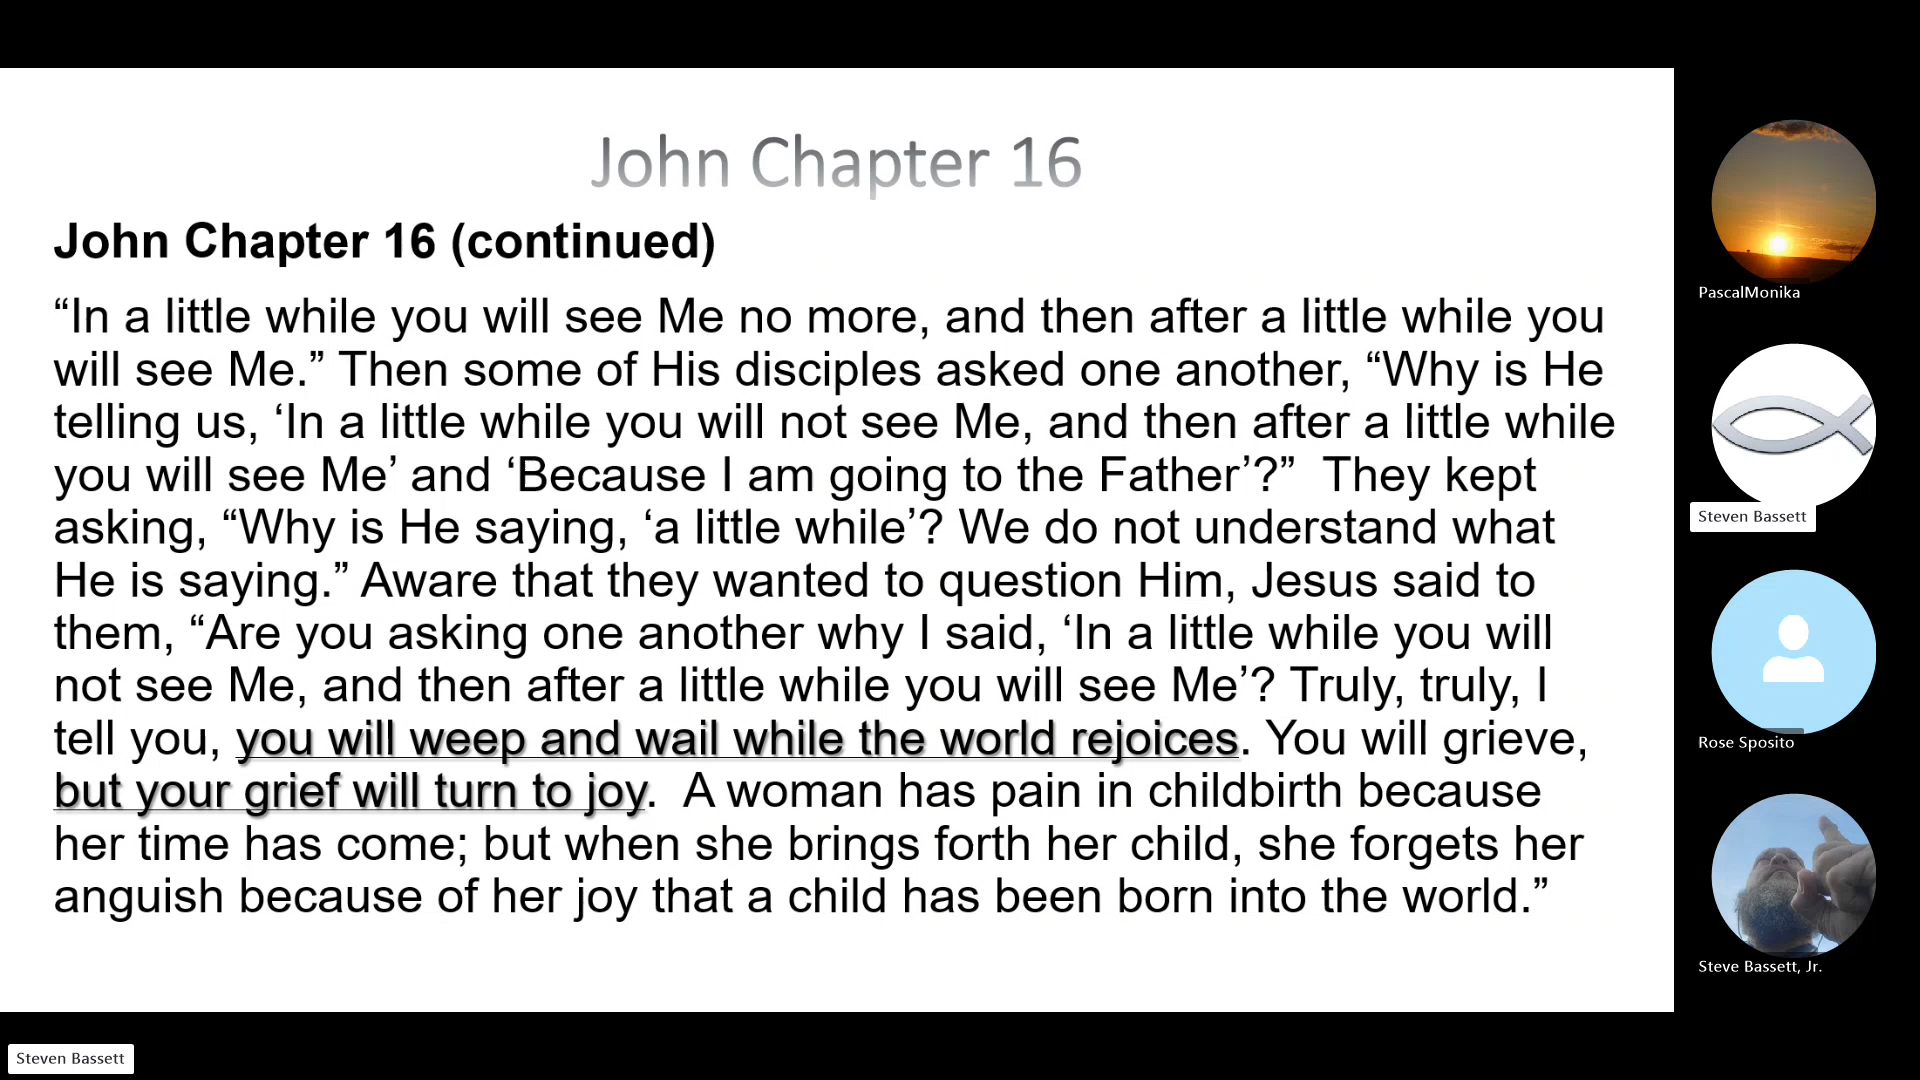 John Chapter 16
John Chapter 16 (continued)
“In a little while you will see Me no more, and then after a little while you
will see Me.” Then some of His disciples asked one another, “Why is He
telling us, ‘In a little while you will not see Me, and then after a little while
you will see Me’ and ‘Because I am going to the Father’?”  They kept
asking, “Why is He saying, ‘a little while’? We do not understand what
He is saying.” Aware that they wanted to question Him, Jesus said to
them, “Are you asking one another why I said, ‘In a little while you will
not see Me, and then after a little while you will see Me’? Truly, truly, I
tell you, you will weep and wail while the world rejoices. You will grieve,
but your grief will turn to joy.  A woman has pain in childbirth because
her time has come; but when she brings forth her child, she forgets her
anguish because of her joy that a child has been born into the world.”
PascalMonika
Steven Bassett
Rose Sposito
Steve Bassett, Jr.
Steven Bassett